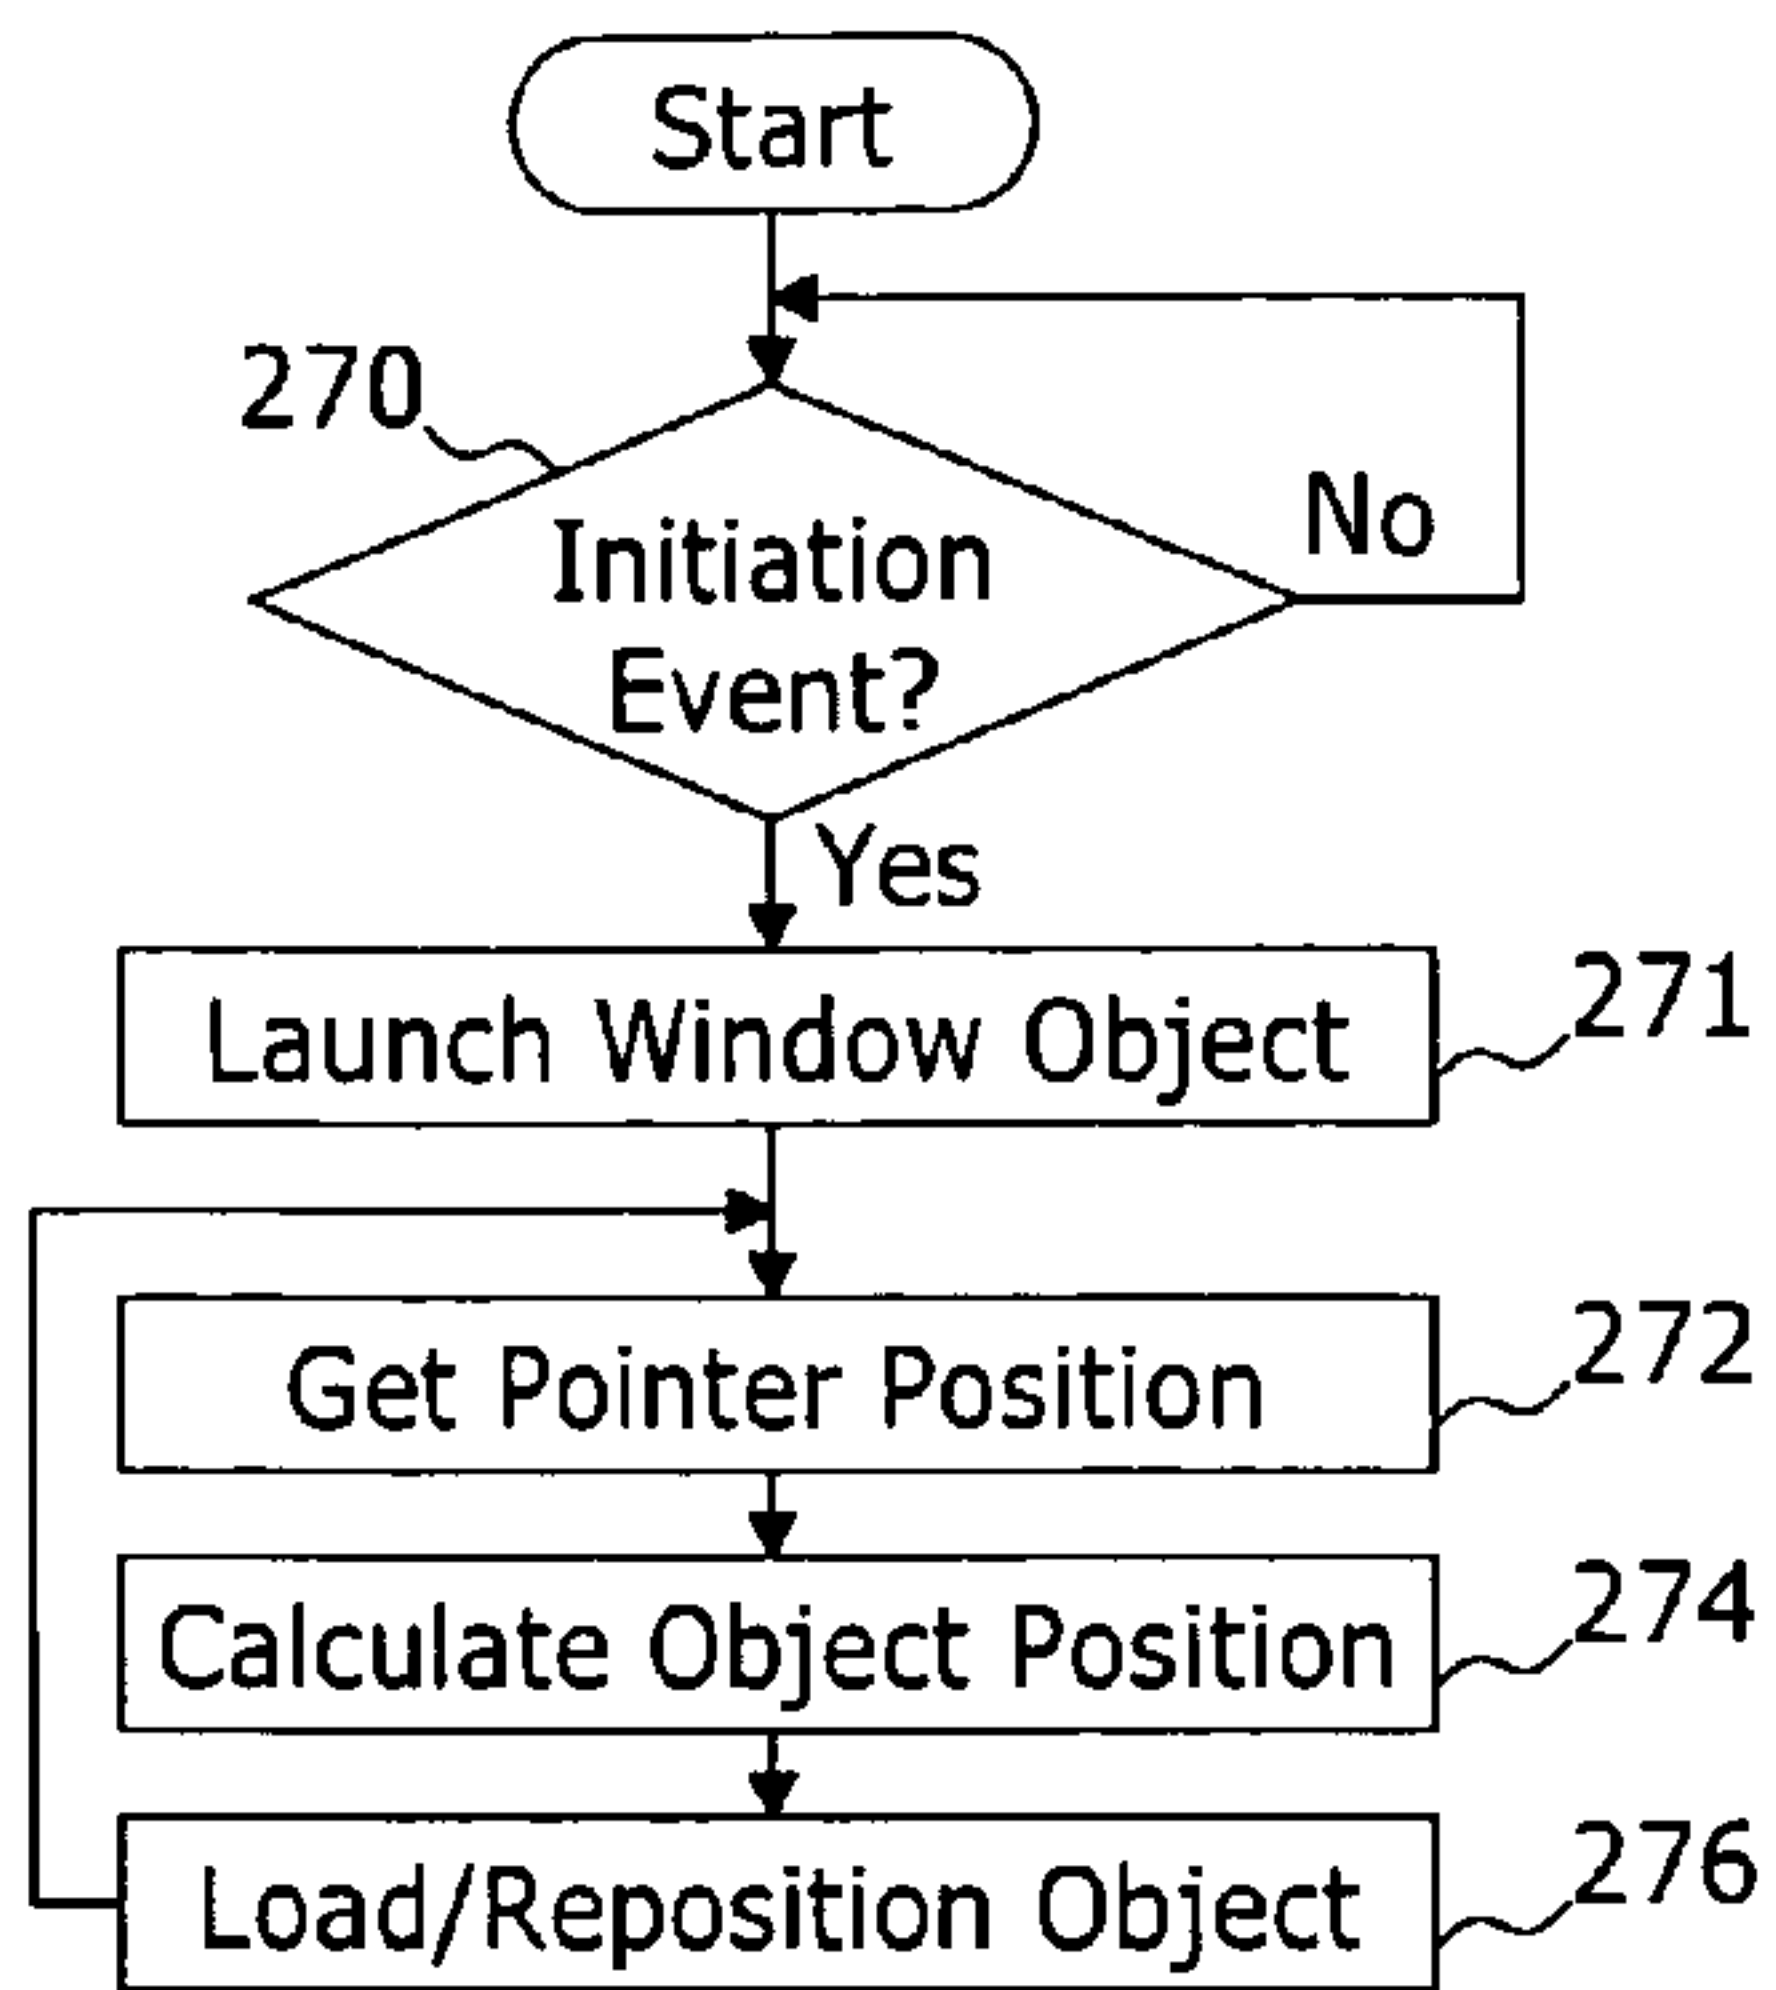 Start
270
Initiation
Event?
No
Yes
Launch Window Object
271
Get Pointer Position
272
Calculate Object Position
274
Load/Reposition Object
276